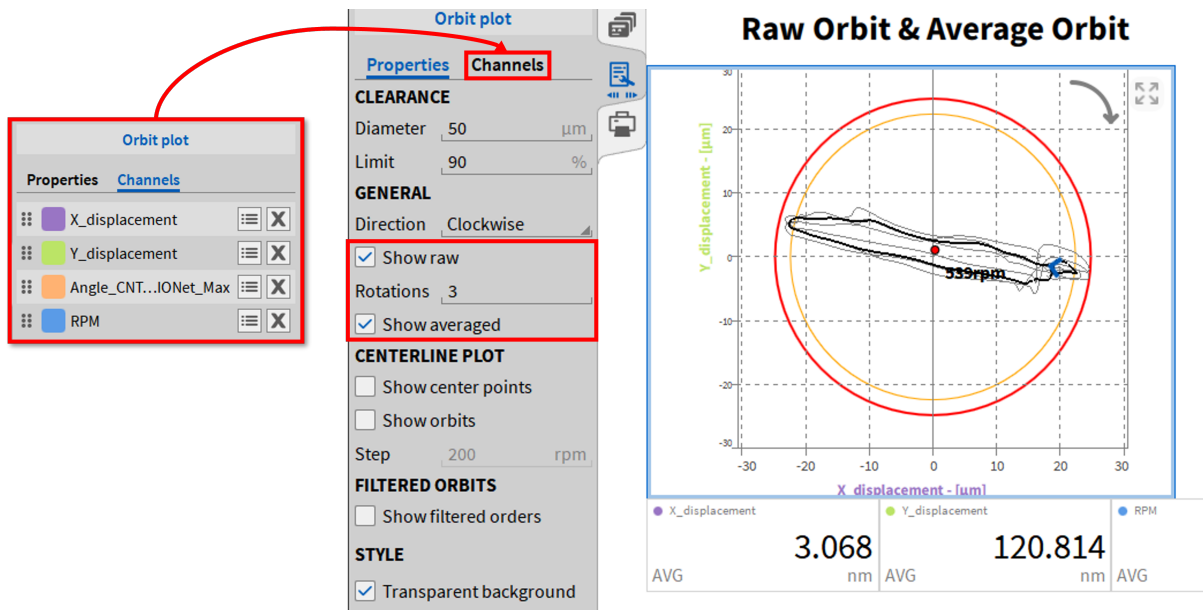 Orbit plot
Properties Channels
X_displacement
Y_displacement
Angle_CNT...IONet_Max
RPM
Orbit plot
Properties Channels
CLEARANCE
Diameter 50 µm
Limit 90 %
GENERAL
Direction Clockwise
Show raw
Rotations 3
Show averaged
CENTERLINE PLOT
Show center points
Show orbits
Step 200 rpm
FILTERED ORBITS
Show filtered orders
STYLE
Transparent background
Raw Orbit & Average Orbit
Y_displacement - [µm]
30
20
10
0
-10
-20
-30
539rpm
-30 -20 -10 0 10 20 30
X_displacement - [µm]
X_displacement
3.068
AVG nm
Y_displacement
120.814
AVG nm
RPM
AVG